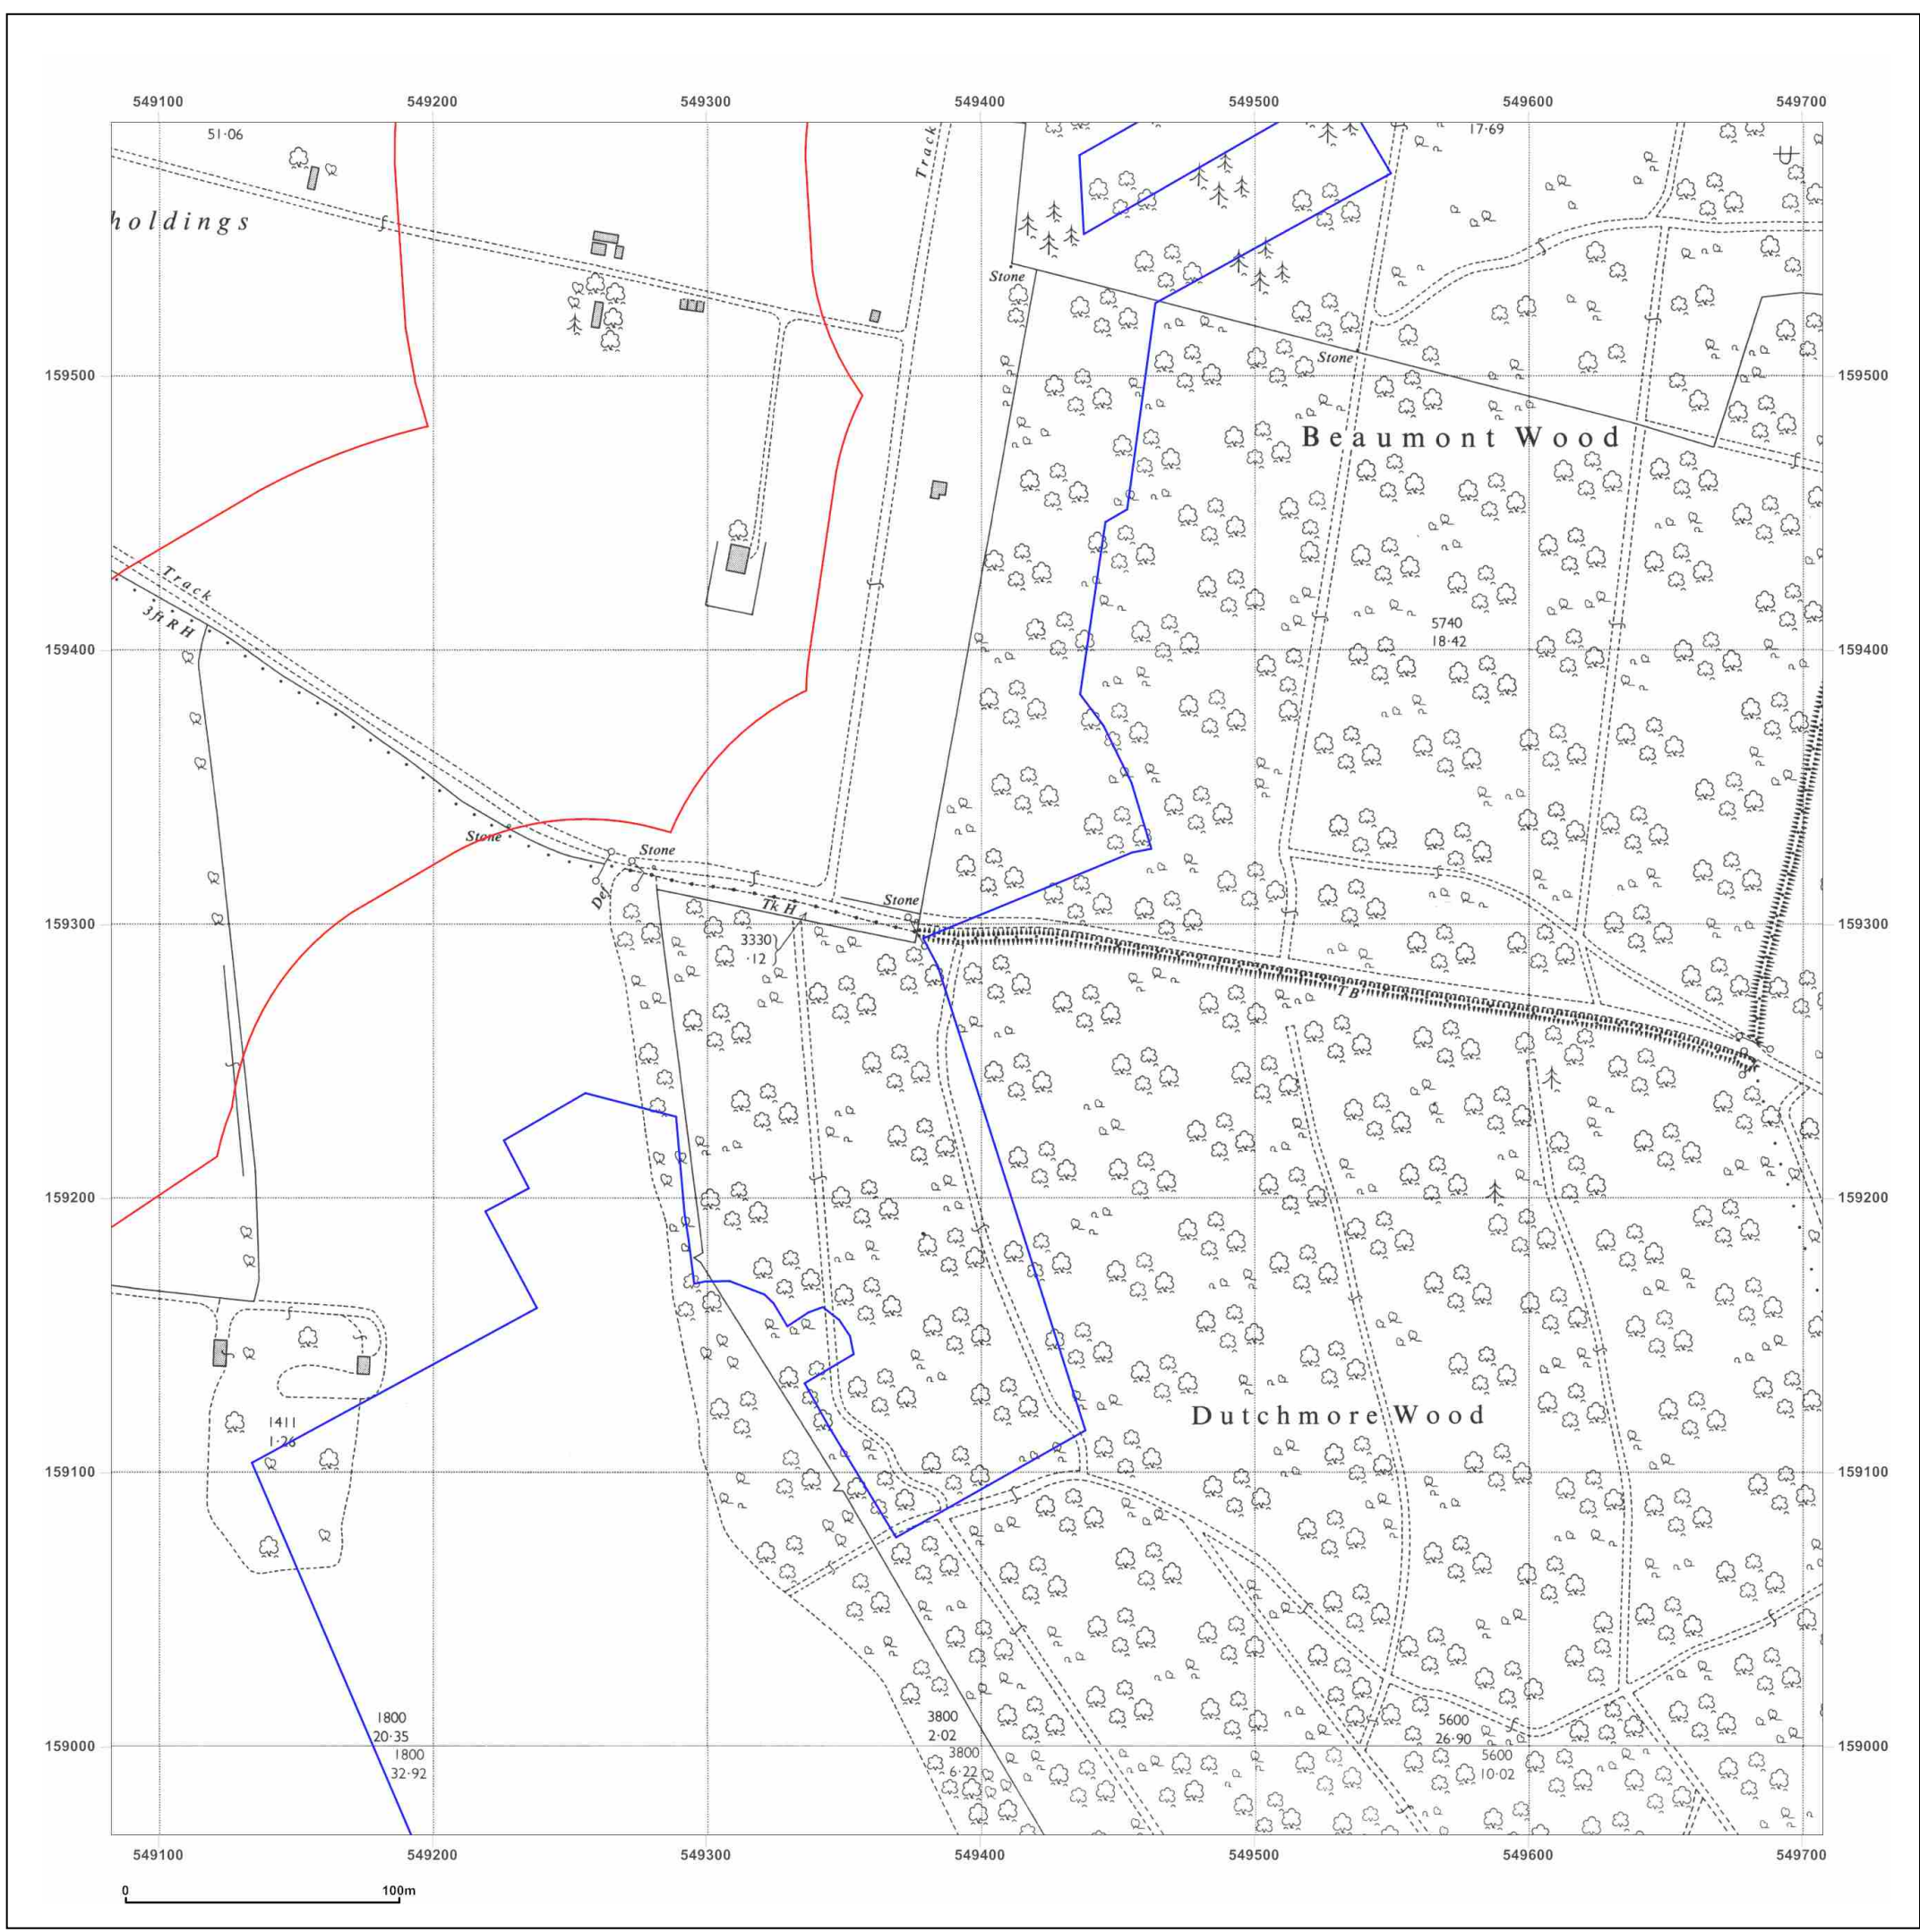 549100 549200 549300 549400 549500 549600 549700
51·06
17·69
Track
holdings
Stone
Stone
159500 159500
Beaumont Wood
Track
3ft R H
5740
18·42
159400 159400
Stone
Stone
Stone
Tk H
159300 159300
3330
·12
T B
159200 159200
Dutchmore Wood
1411
1·26
159100 159100
1800
20·35
3800
2·02
5600
26·90
159000 159000
1800
32·92
3800
6·22
5600
10·02
549100 549200 549300 549400 549500 549600 549700
0 100m